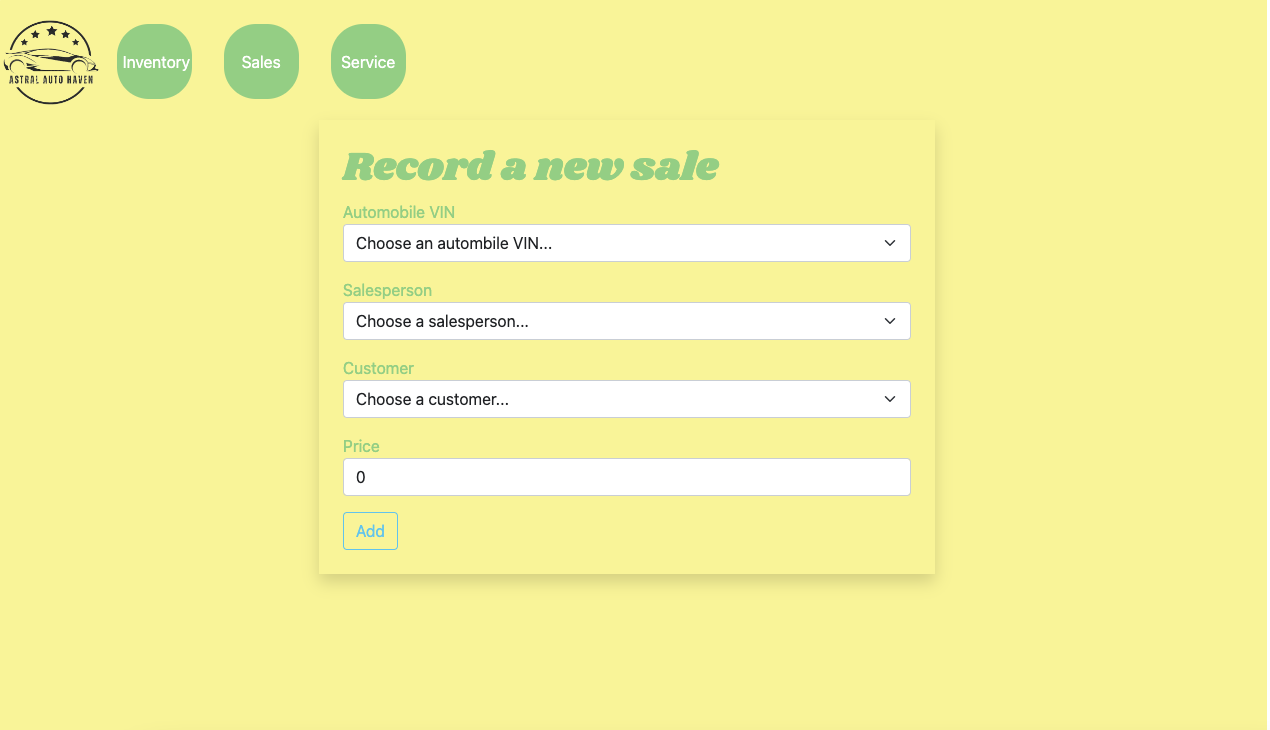 ASTRAL AUTO HAVEN
Inventory
Sales
Service
Record a new sale
Automobile VIN
Choose an autombile VIN...
Salesperson
Choose a salesperson...
Customer
Choose a customer...
Price
0
Add